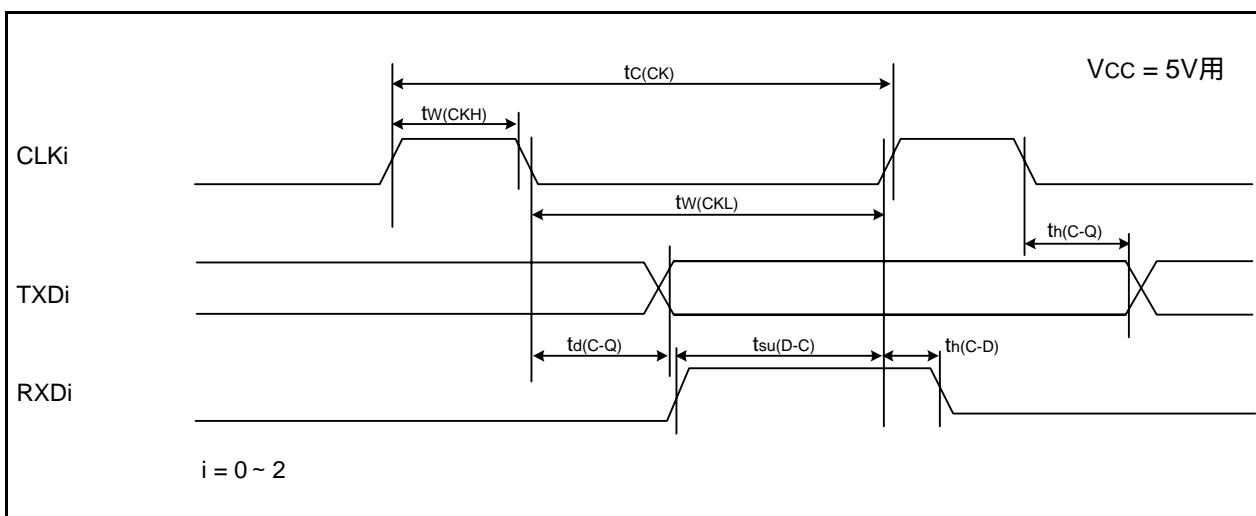 VCC = 5V用
tC(CK)
tW(CKH)
CLKi
tW(CKL)
th(C-Q)
TXDi
td(C-Q)
tsu(D-C)
th(C-D)
RXDi
i = 0 ~ 2